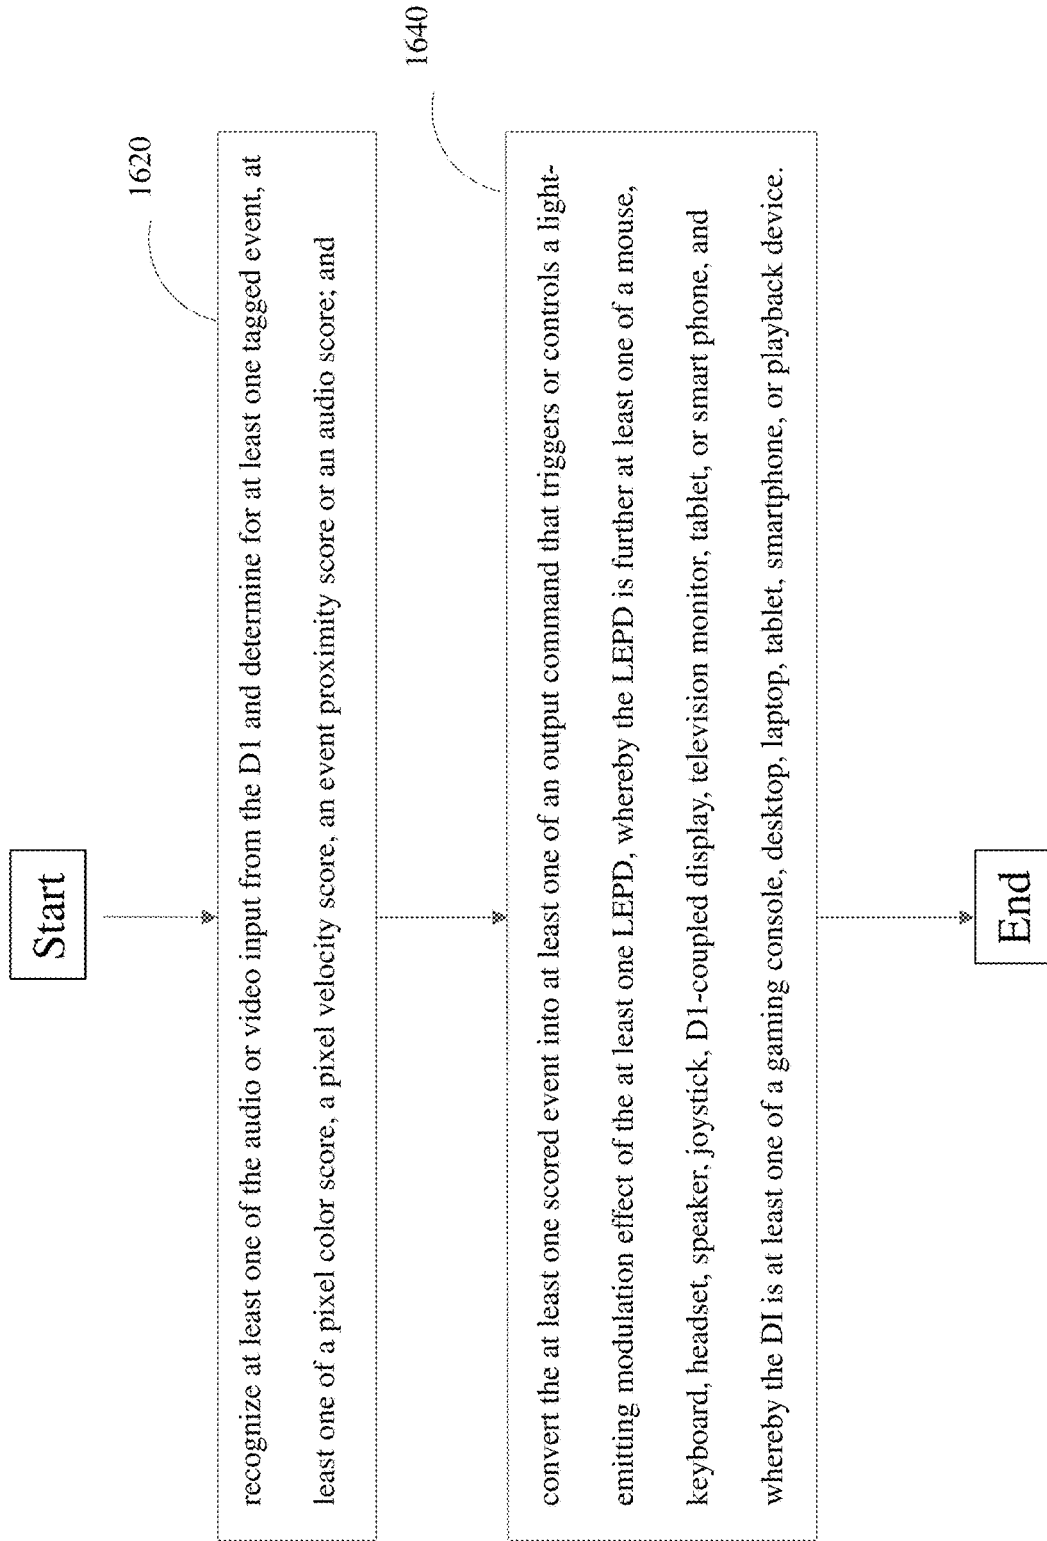 Start
1620
recognize at least one of the audio or video input from the D1 and determine for at least one tagged event, at
least one of a pixel color score, a pixel velocity score, an event proximity score or an audio score; and
1640
convert the at least one scored event into at least one of an output command that triggers or controls a light-
emitting modulation effect of the at least one LEPD, whereby the LEPD is further at least one of a mouse,
keyboard, headset, speaker, joystick, D1-coupled display, television monitor, tablet, or smart phone, and
whereby the DI is at least one of a gaming console, desktop, laptop, tablet, smartphone, or playback device.
End